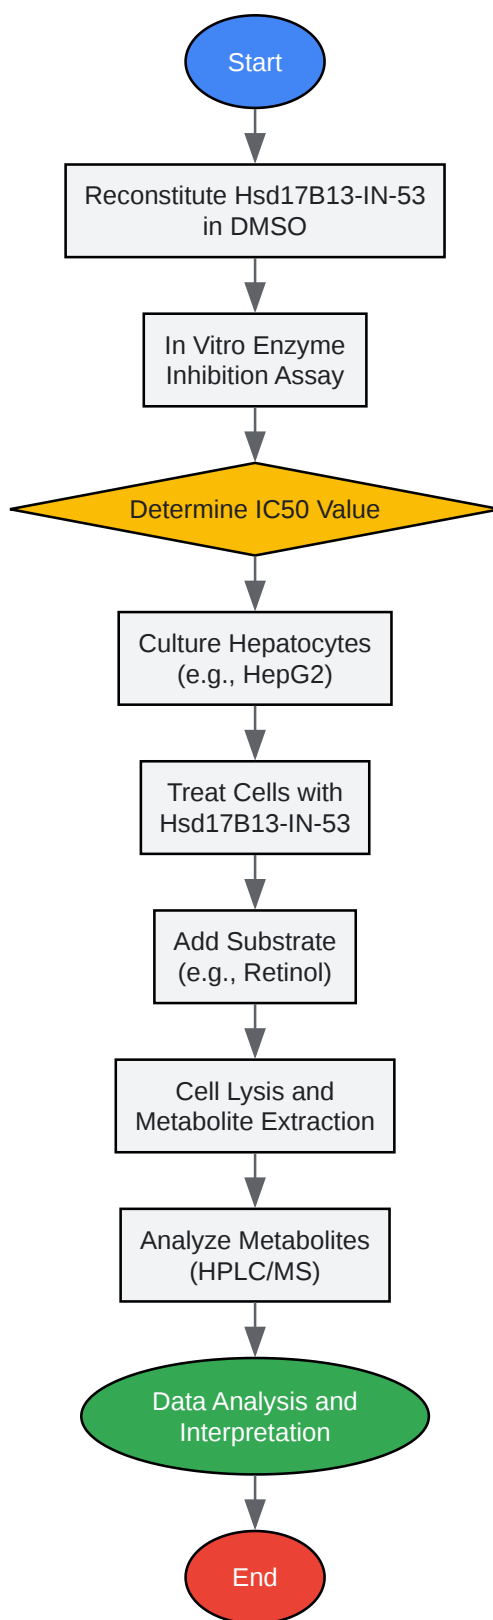 Start
Reconstitute Hsd17B13-IN-53
in DMSO
In Vitro Enzyme
Inhibition Assay
Determine IC50 Value
Culture Hepatocytes
(e.g., HepG2)
Treat Cells with
Hsd17B13-IN-53
Add Substrate
(e.g., Retinol)
Cell Lysis and
Metabolite Extraction
Analyze Metabolites
(HPLC/MS)
Data Analysis and
Interpretation
End